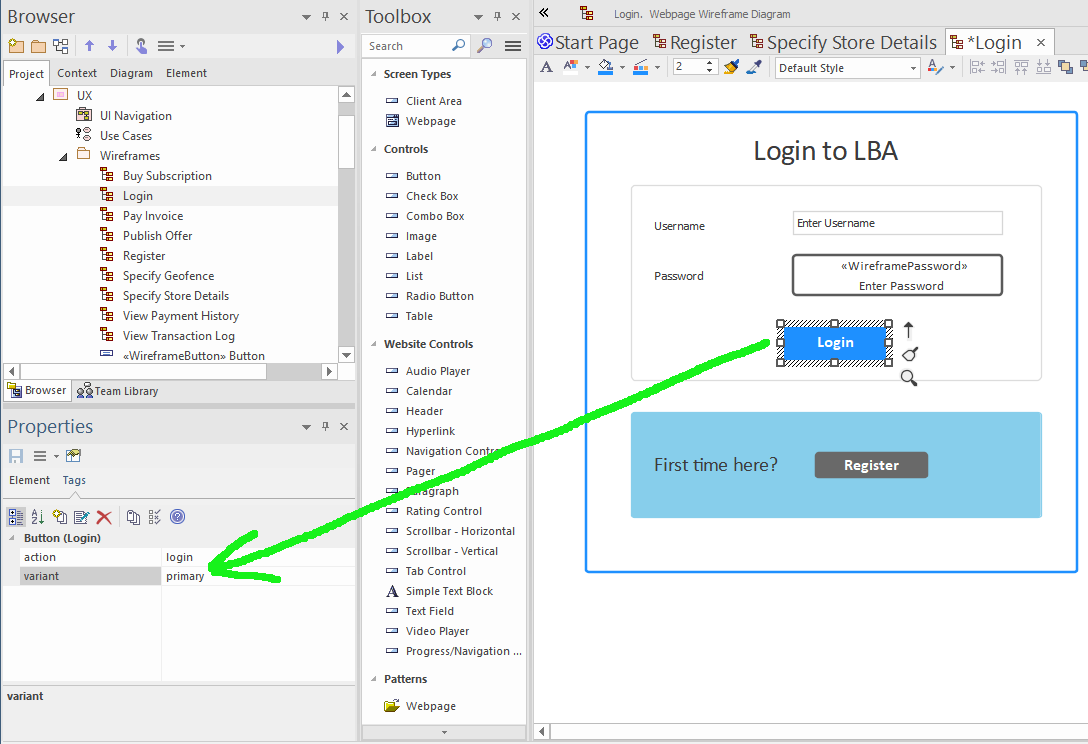 Browser
Project Context Diagram Element
UX
UI Navigation
Use Cases
Wireframes
Buy Subscription
Login
Pay Invoice
Publish Offer
Register
Specify Geofence
Specify Store Details
View Payment History
View Transaction Log
«WireframeButton» Button
Browser Team Library
Properties
Element Tags
Button (Login)
action login
variant primary
variant
Toolbox
Search
Screen Types
Client Area
Webpage
Controls
Button
Check Box
Combo Box
Image
Label
List
Radio Button
Table
Website Controls
Audio Player
Calendar
Header
Hyperlink
Navigation Contro
Pager
Paragraph
Rating Control
Scrollbar - Horizontal
Scrollbar - Vertical
Tab Control
A Simple Text Block
Text Field
Video Player
Progress/Navigation ...
Patterns
Webpage
Login. Webpage Wireframe Diagram
Start Page Register Specify Store Details *Login
2 Default Style
Login to LBA
Username Enter Username
Password «WireframePassword»
Enter Password
Login
First time here? Register